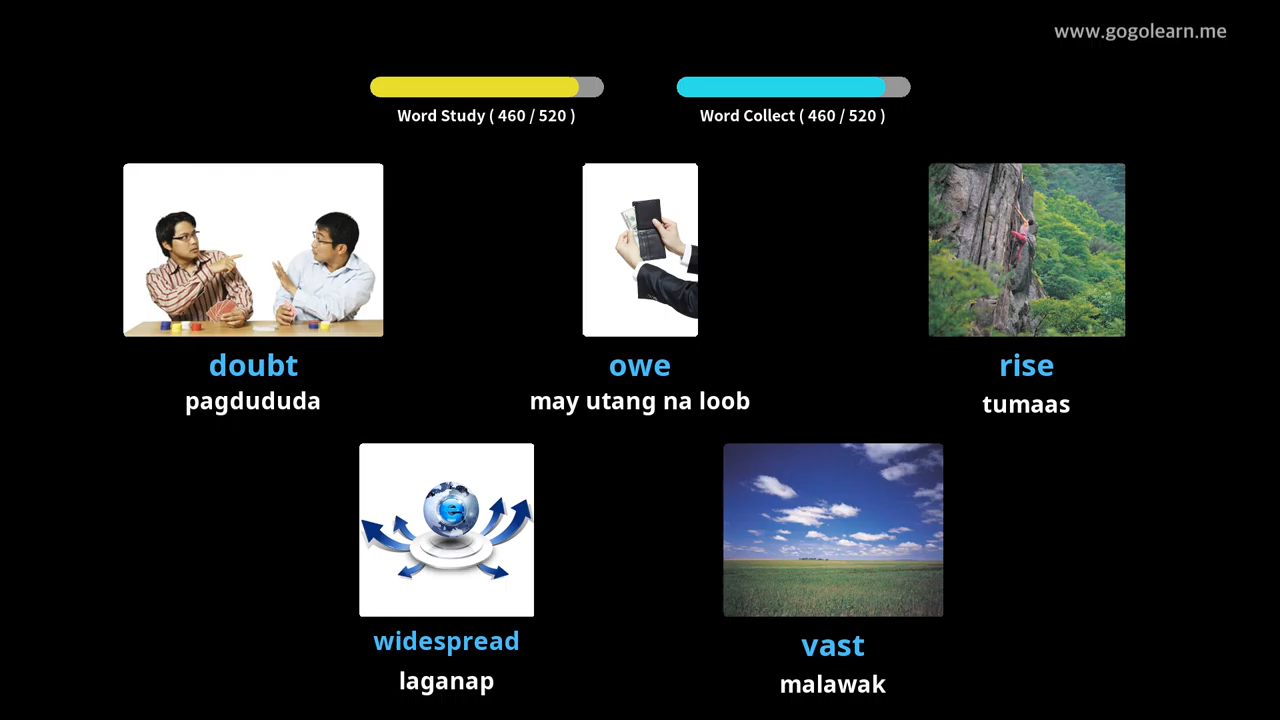 www.gogolearn.me
Word Study ( 460 / 520 )
Word Collect ( 460 / 520 )
doubt
pagdududa
owe
may utang na loob
rise
tumaas
e
widespread
laganap
vast
malawak